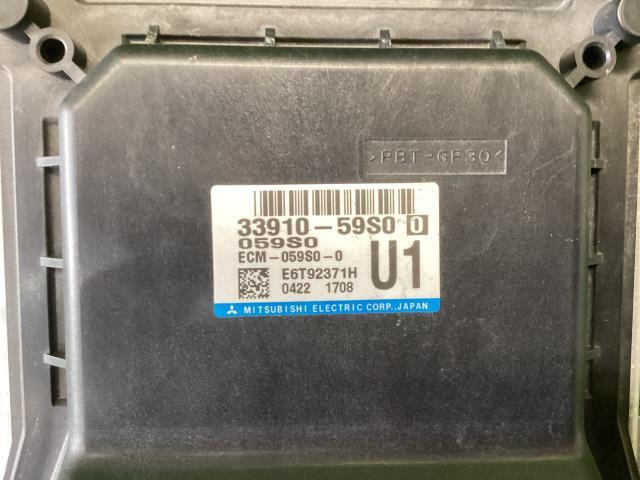 >PBT-GF30<
33910-59S0 0
059S0
ECM-059S0-0
E6T92371H
0422 1708
U1
MITSUBISHI ELECTRIC CORP., JAPAN